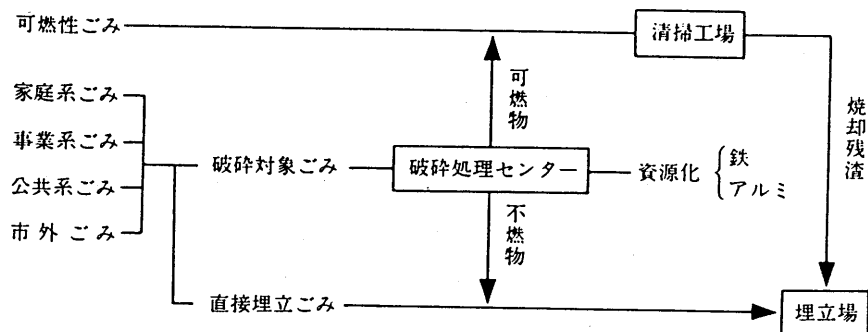 可燃性ごみ
清掃工場
家庭系ごみ
事業系ごみ
公共系ごみ
市外ごみ
可燃物
焼却残渣
破砕対象ごみ
破砕処理センター
資源化
鉄
アルミ
不燃物
直接埋立ごみ
埋立場